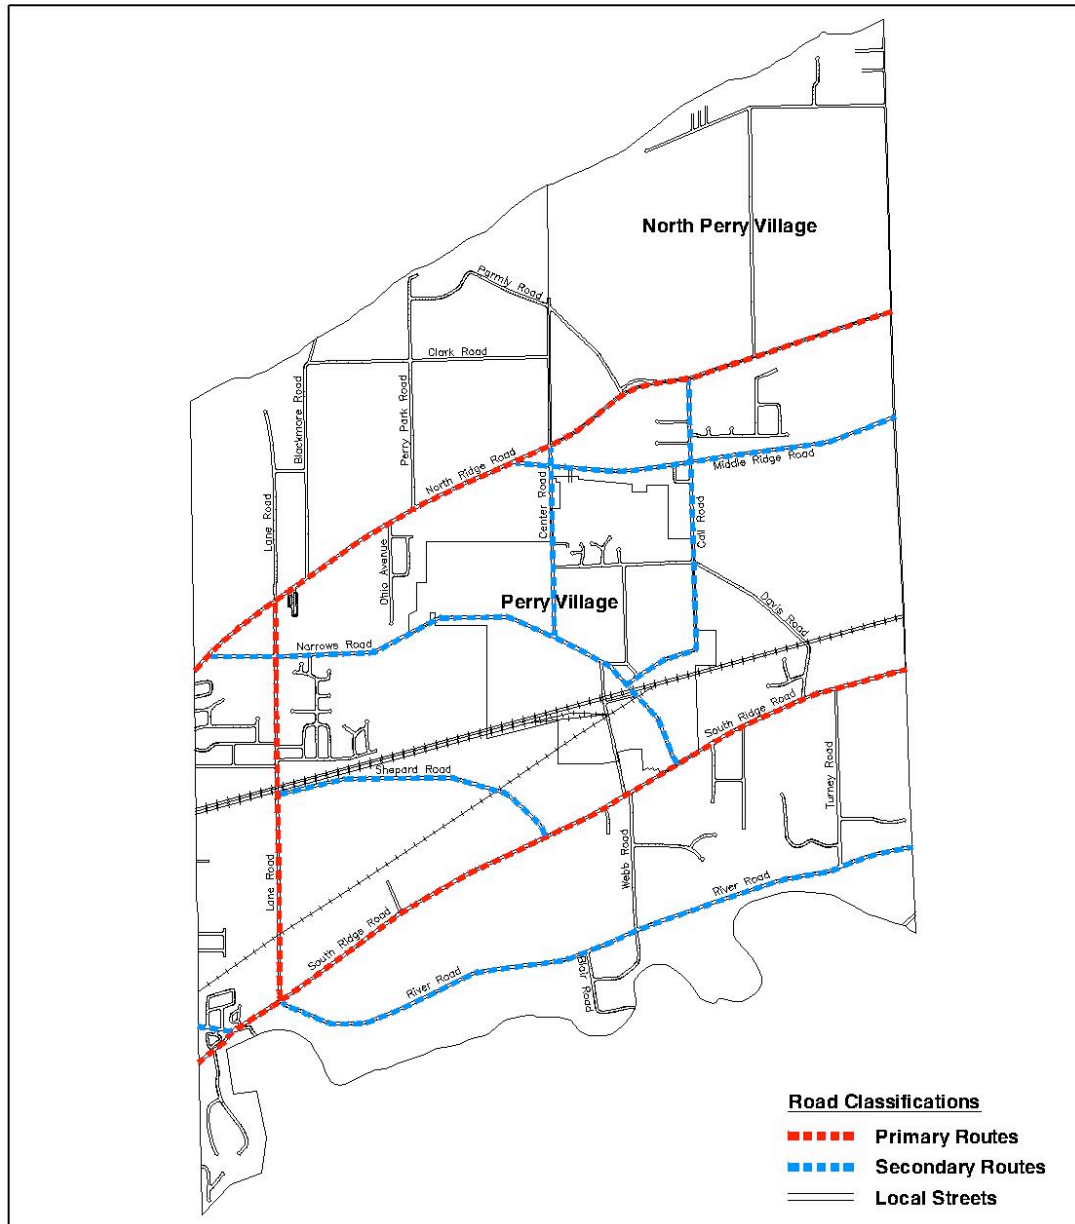 North Perry Village
Parmly Road
Clark Road
Blackmore Road
Perry Park Road
North Ridge Road
Middle Ridge Road
Lane Road
Center Road
Call Road
Ohio Avenue
Perry Village
Davis Road
Narrows Road
South Ridge Road
Shepard Road
Turney Road
Lane Road
Webb Road
River Road
South Ridge Road
River Road
Blair Road
Road Classifications
Primary Routes
Secondary Routes
Local Streets